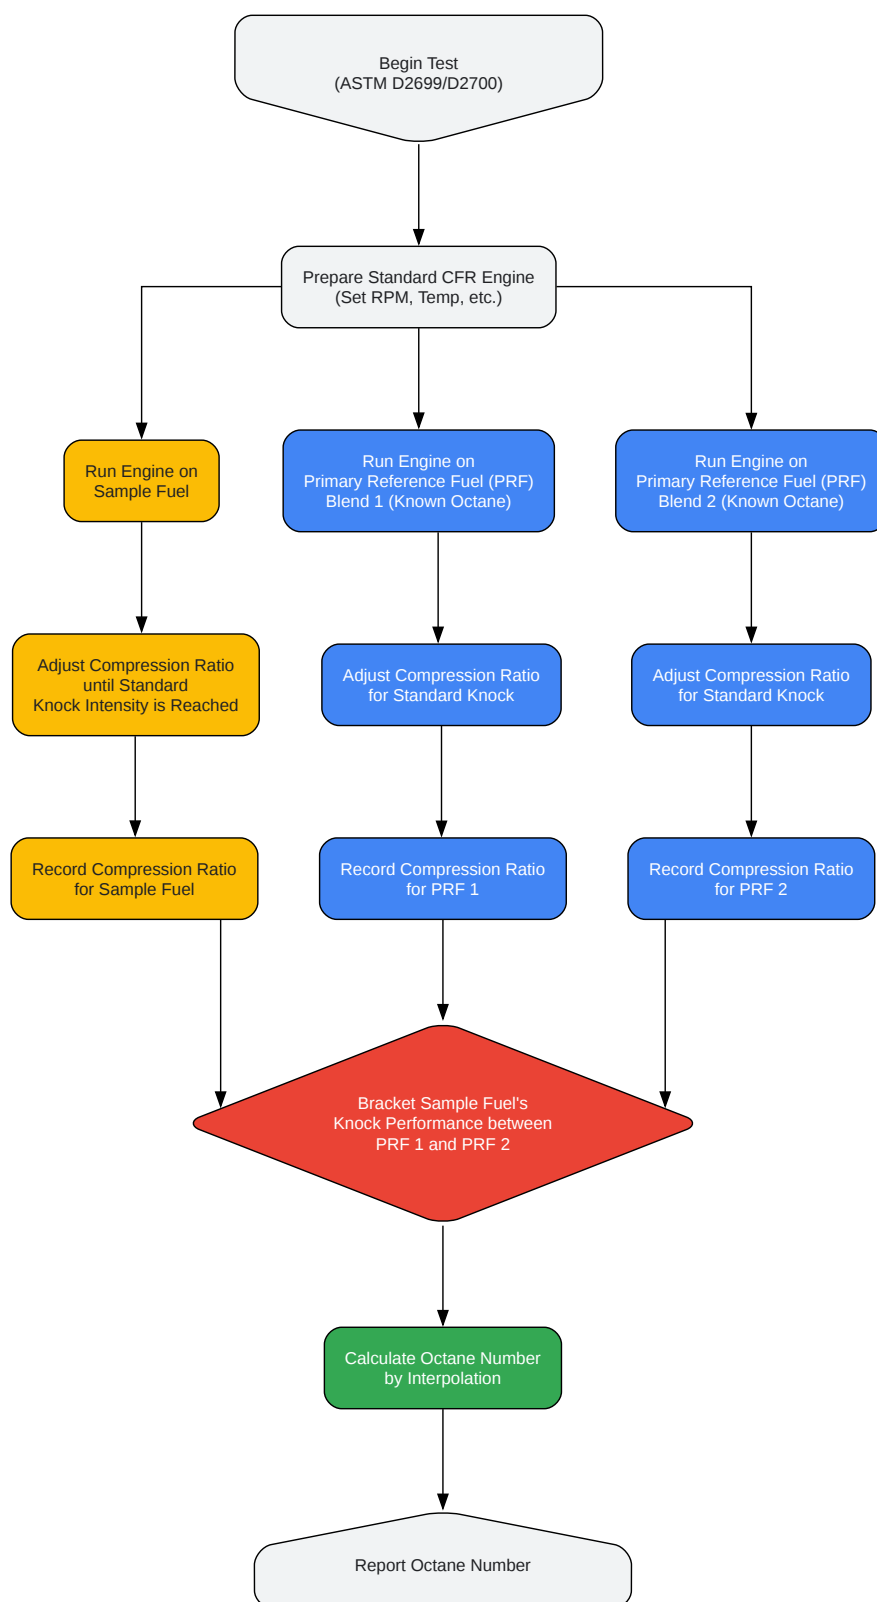 Begin Test
(ASTM D2699/D2700)
Prepare Standard CFR Engine
(Set RPM, Temp, etc.)
Run Engine on
Sample Fuel
Run Engine on
Primary Reference Fuel (PRF)
Blend 1 (Known Octane)
Run Engine on
Primary Reference Fuel (PRF)
Blend 2 (Known Octane)
Adjust Compression Ratio
until Standard
Knock Intensity is Reached
Adjust Compression Ratio
for Standard Knock
Adjust Compression Ratio
for Standard Knock
Record Compression Ratio
for Sample Fuel
Record Compression Ratio
for PRF 1
Record Compression Ratio
for PRF 2
Bracket Sample Fuel's
Knock Performance between
PRF 1 and PRF 2
Calculate Octane Number
by Interpolation
Report Octane Number